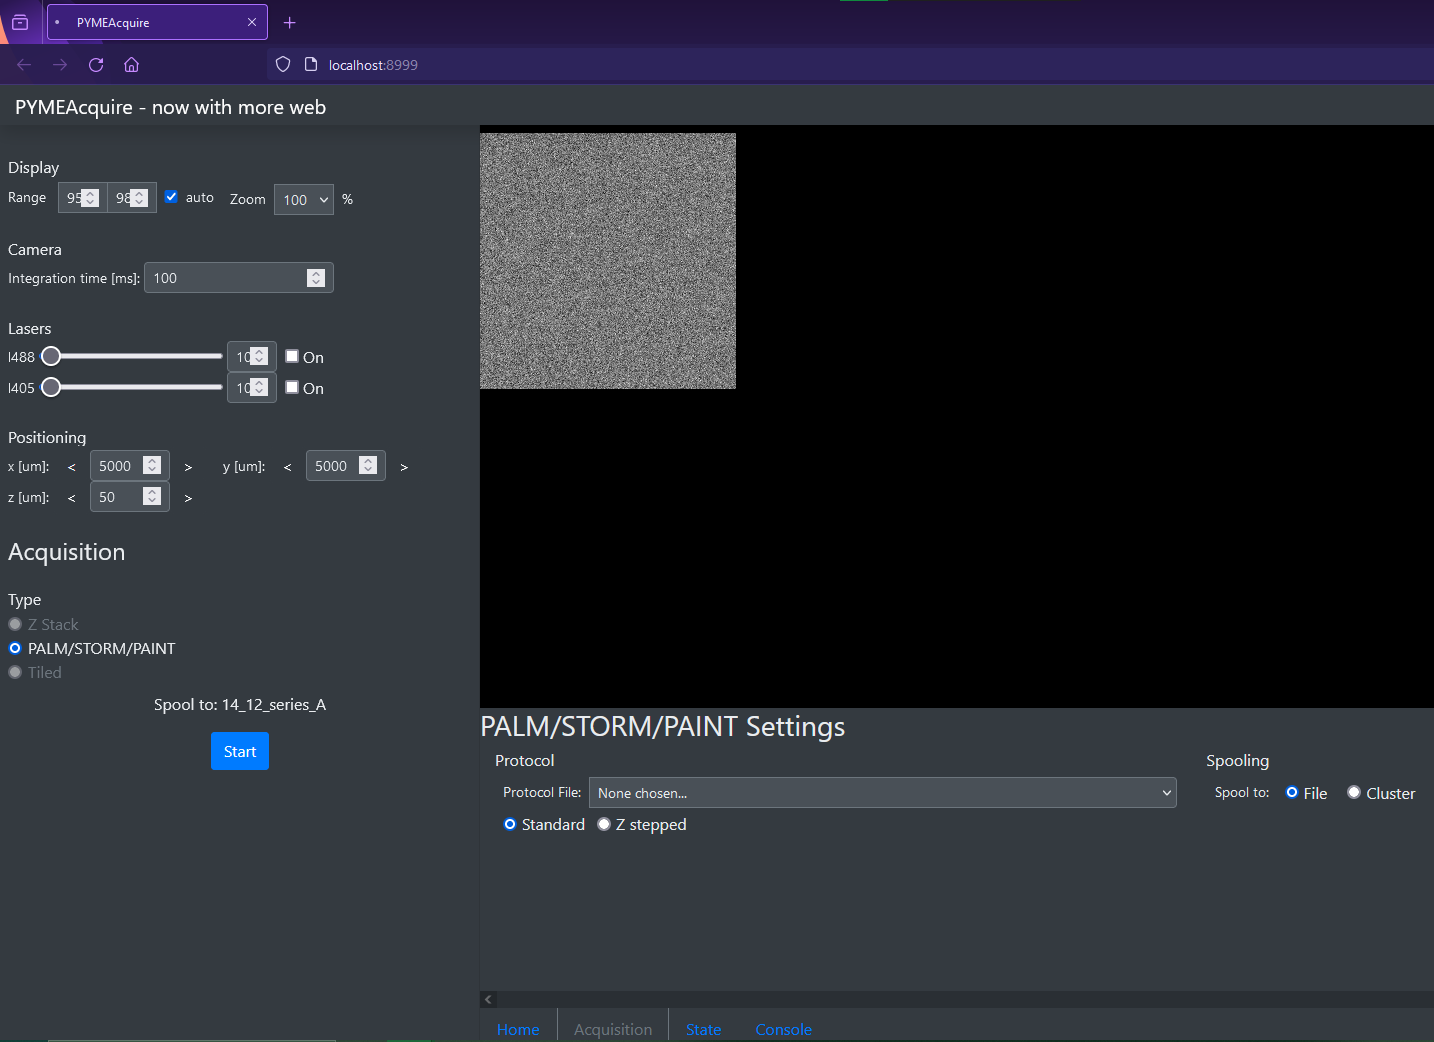 PYMEAcquire
localhost:8999
PYMEAcquire - now with more web
Display
Range 95 98 auto Zoom 100 %
Camera
Integration time [ms]: 100
Lasers
l488 10 On
l405 10 On
Positioning
x [um]: < 5000 > y [um]: < 5000 >
z [um]: < 50 >
Acquisition
Type
Z Stack
PALM/STORM/PAINT
Tiled
Spool to: 14_12_series_A
Start
PALM/STORM/PAINT Settings
Protocol
Protocol File: None chosen...
Standard Z stepped
Spooling
Spool to: File Cluster
Home Acquisition State Console